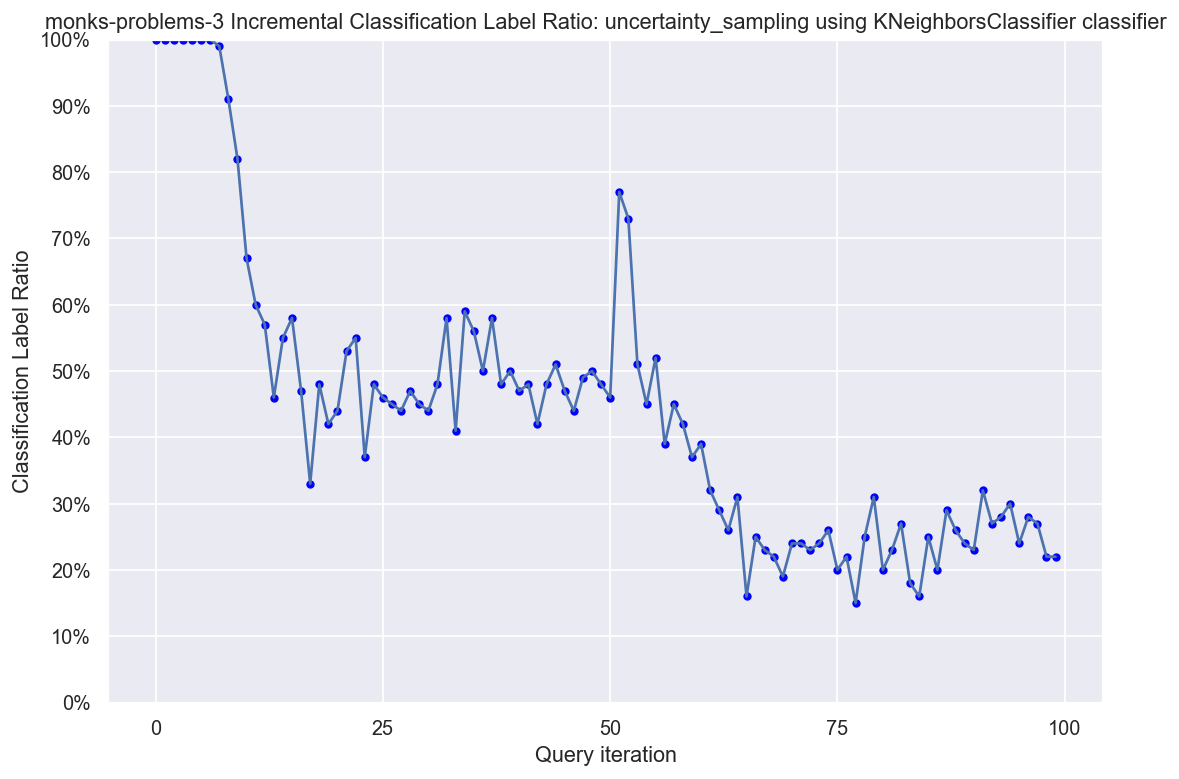 monks-problems-3 Incremental Classification Label Ratio: uncertainty_sampling using KNeighborsClassifier classifier
100%
90%
80%
70%
60%
50%
40%
30%
20%
10%
0%
Classification Label Ratio
0 25 50 75 100
Query iteration